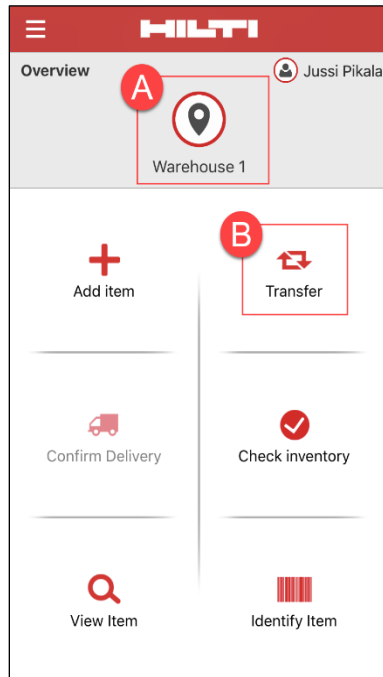 HILTI
Overview
A
Jussi Pikala
Warehouse 1
B
Add item
Transfer
Confirm Delivery
Check inventory
View Item
Identify Item